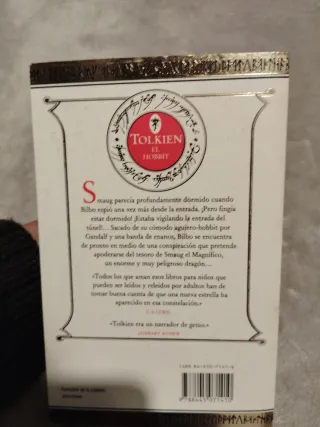 TOLKIEN
EL
HOBBIT
Smaug parecía profundamente dormido cuando
Bilbo espió una vez más desde la entrada. ¡Pero fingía
estar dormido! ¡Estaba vigilando la entrada del
túnel!... Sacado de su cómodo agujero-hobbit por
Gandalf y una banda de enanos, Bilbo se encuentra
de pronto en medio de una conspiración que pretende
apoderarse del tesoro de Smaug el Magnífico,
un enorme y muy peligroso dragón...
«Todos los que aman esos libros para niños que
pueden ser leídos y releídos por adultos han de
tomar buena cuenta de que una nueva estrella ha
aparecido en esa constelación.»
C.S. LEWIS
«Tolkien era un narrador de genio.»
LITERARY REVIEW